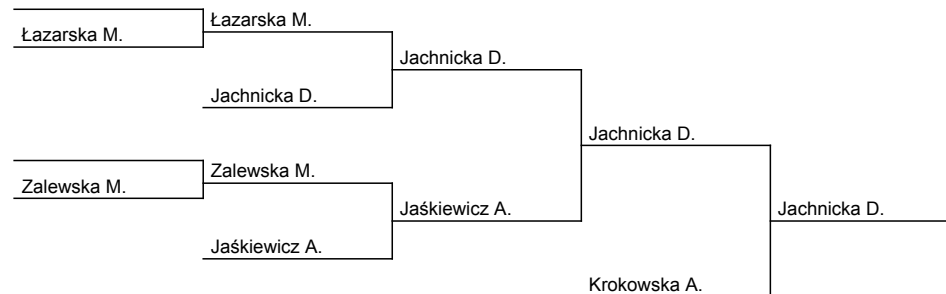 Łazarska M.
Łazarska M.
Jachnicka D.
Jachnicka D.
Jachnicka D.
Zalewska M.
Zalewska M.
Jaśkiewicz A.
Jachnicka D.
Jaśkiewicz A.
Krokowska A.